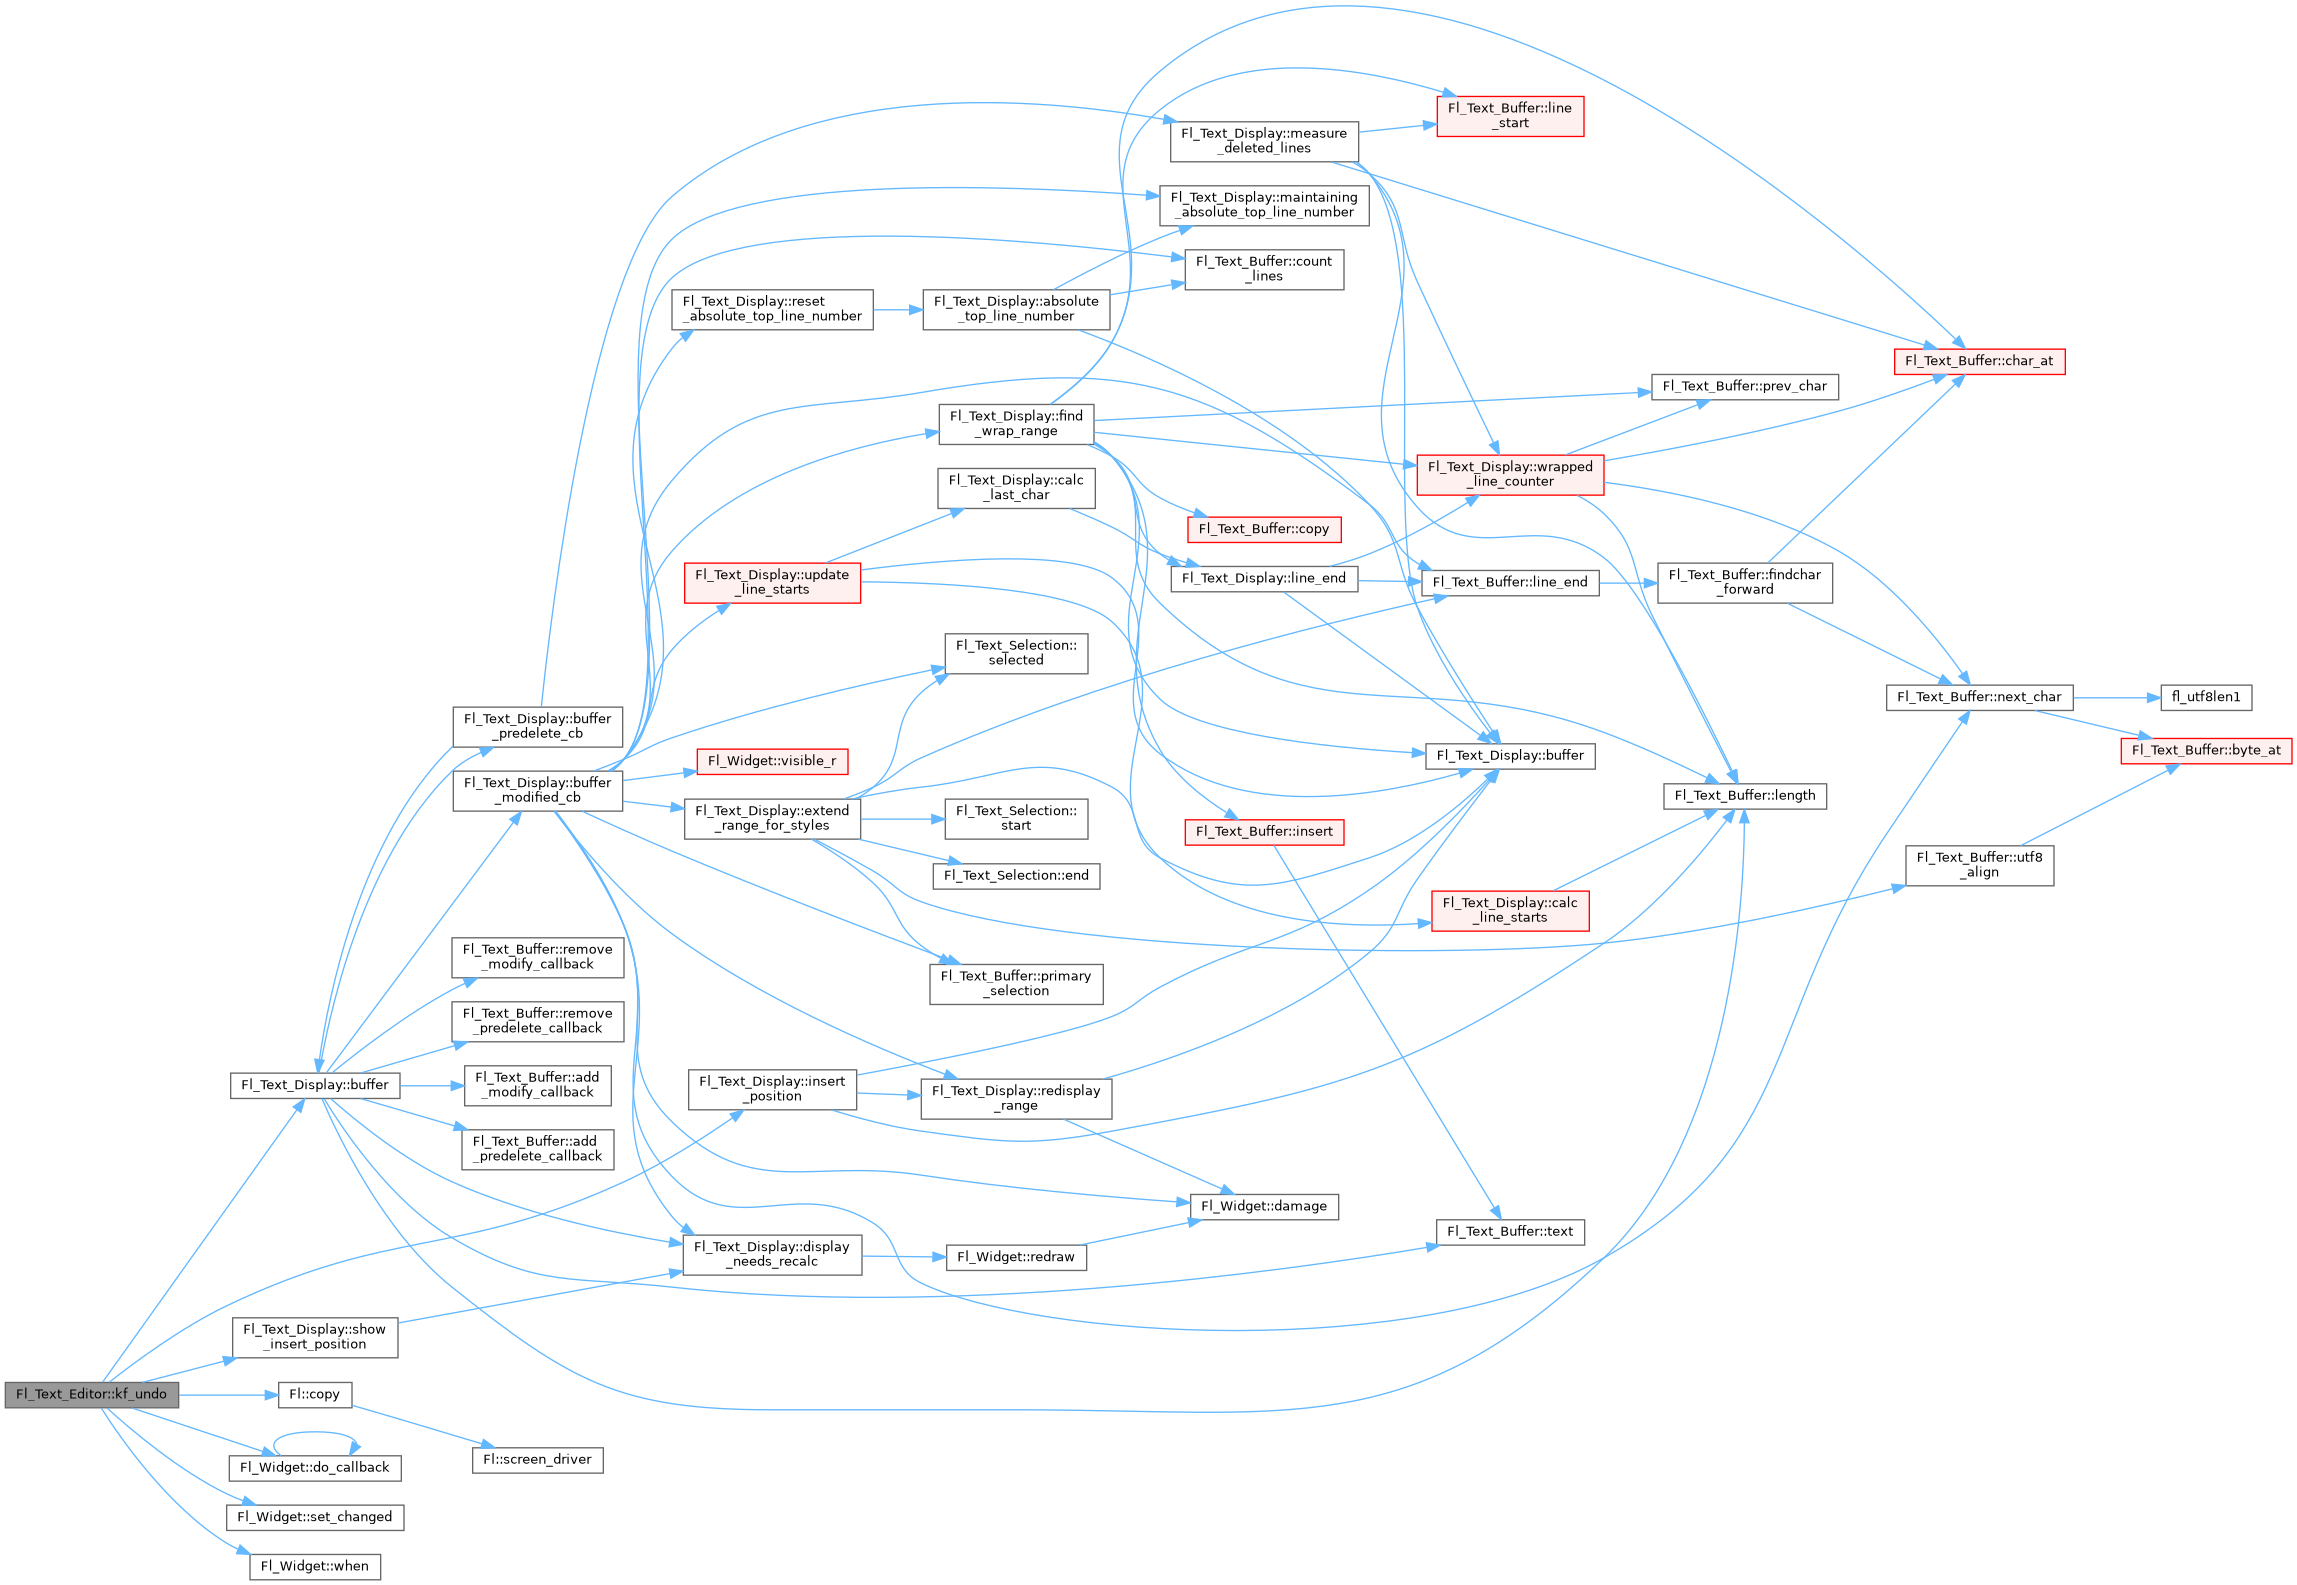 Fl_Text_Editor::kf_undo
Fl_Text_Display::buffer
Fl_Text_Display::show
_insert_position
Fl::copy
Fl_Widget::do_callback
Fl_Widget::set_changed
Fl_Widget::when
Fl_Text_Display::buffer
_predelete_cb
Fl_Text_Display::buffer
_modified_cb
Fl_Text_Buffer::remove
_modify_callback
Fl_Text_Buffer::remove
_predelete_callback
Fl_Text_Buffer::add
_modify_callback
Fl_Text_Buffer::add
_predelete_callback
Fl::screen_driver
Fl_Text_Display::reset
_absolute_top_line_number
Fl_Text_Display::update
_line_starts
Fl_Widget::visible_r
Fl_Text_Display::extend
_range_for_styles
Fl_Text_Display::insert
_position
Fl_Text_Display::display
_needs_recalc
Fl_Text_Display::absolute
_top_line_number
Fl_Text_Display::find
_wrap_range
Fl_Text_Display::calc
_last_char
Fl_Text_Selection::
selected
Fl_Text_Selection::
start
Fl_Text_Selection::end
Fl_Text_Buffer::primary
_selection
Fl_Text_Display::redisplay
_range
Fl_Widget::redraw
Fl_Text_Display::measure
_deleted_lines
Fl_Text_Display::maintaining
_absolute_top_line_number
Fl_Text_Buffer::count
_lines
Fl_Text_Buffer::copy
Fl_Text_Display::line_end
Fl_Text_Buffer::insert
Fl_Widget::damage
Fl_Text_Buffer::line
_start
Fl_Text_Display::wrapped
_line_counter
Fl_Text_Buffer::line_end
Fl_Text_Display::buffer
Fl_Text_Display::calc
_line_starts
Fl_Text_Buffer::text
Fl_Text_Buffer::prev_char
Fl_Text_Buffer::findchar
_forward
Fl_Text_Buffer::length
Fl_Text_Buffer::char_at
Fl_Text_Buffer::next_char
Fl_Text_Buffer::utf8
_align
fl_utf8len1
Fl_Text_Buffer::byte_at